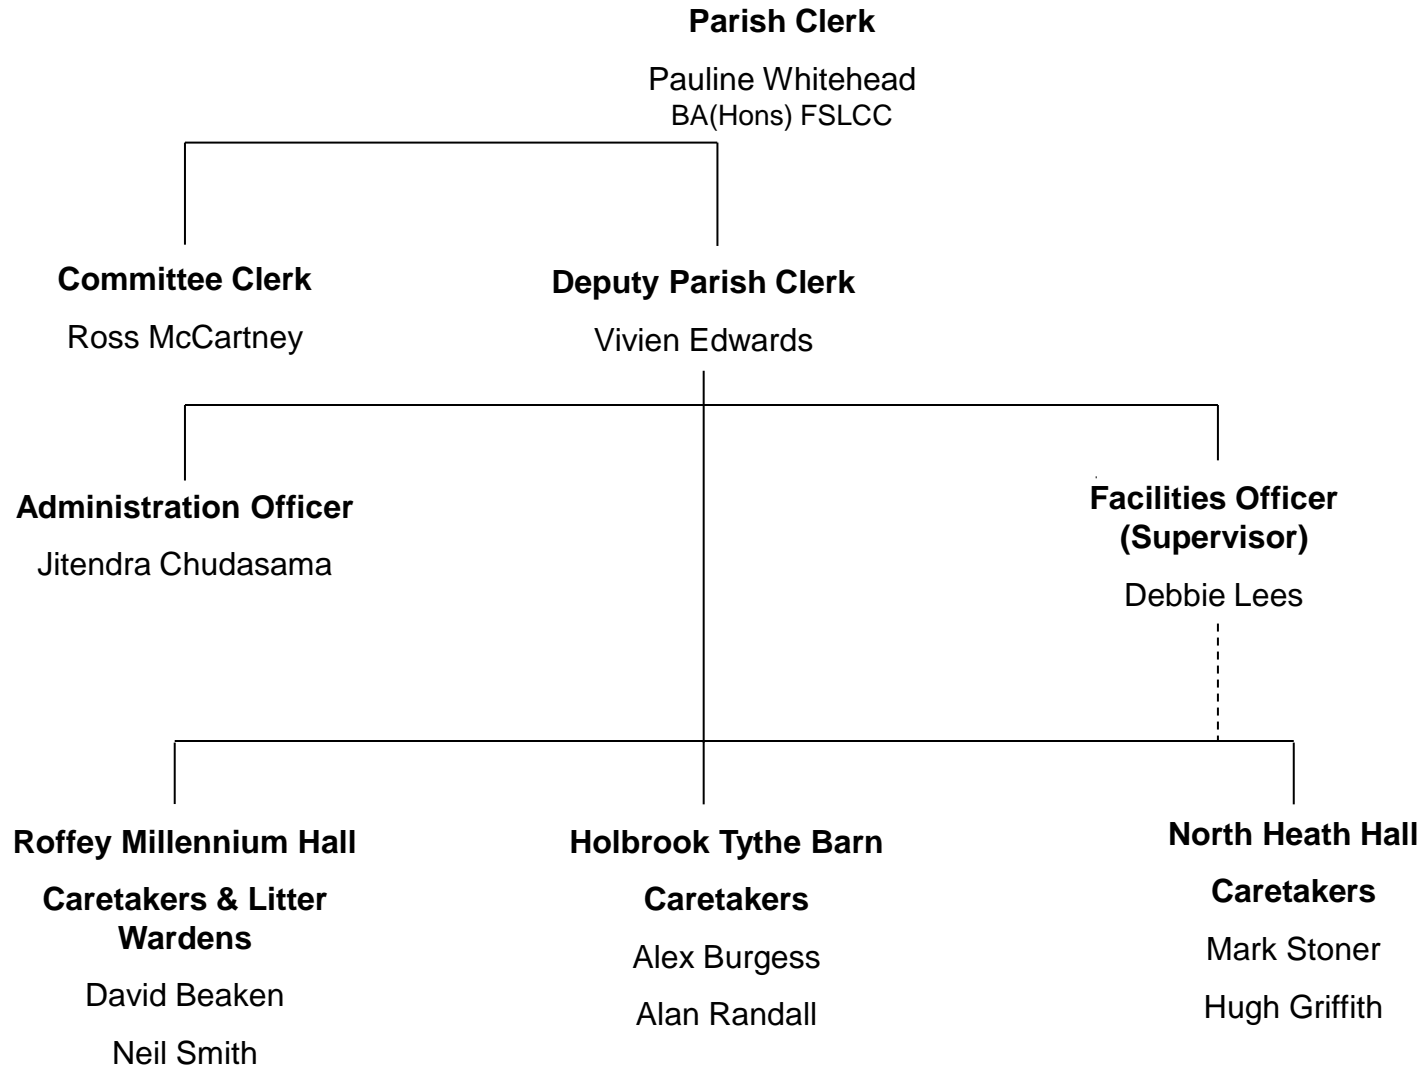 Parish Clerk
Pauline Whitehead
BA(Hons) FSLCC
Committee Clerk
Ross McCartney
Deputy Parish Clerk
Vivien Edwards
Administration Officer
Jitendra Chudasama
Facilities Officer
(Supervisor)
Debbie Lees
Roffey Millennium Hall
Caretakers & Litter
Wardens
David Beaken
Neil Smith
Holbrook Tythe Barn
Caretakers
Alex Burgess
Alan Randall
North Heath Hall
Caretakers
Mark Stoner
Hugh Griffith